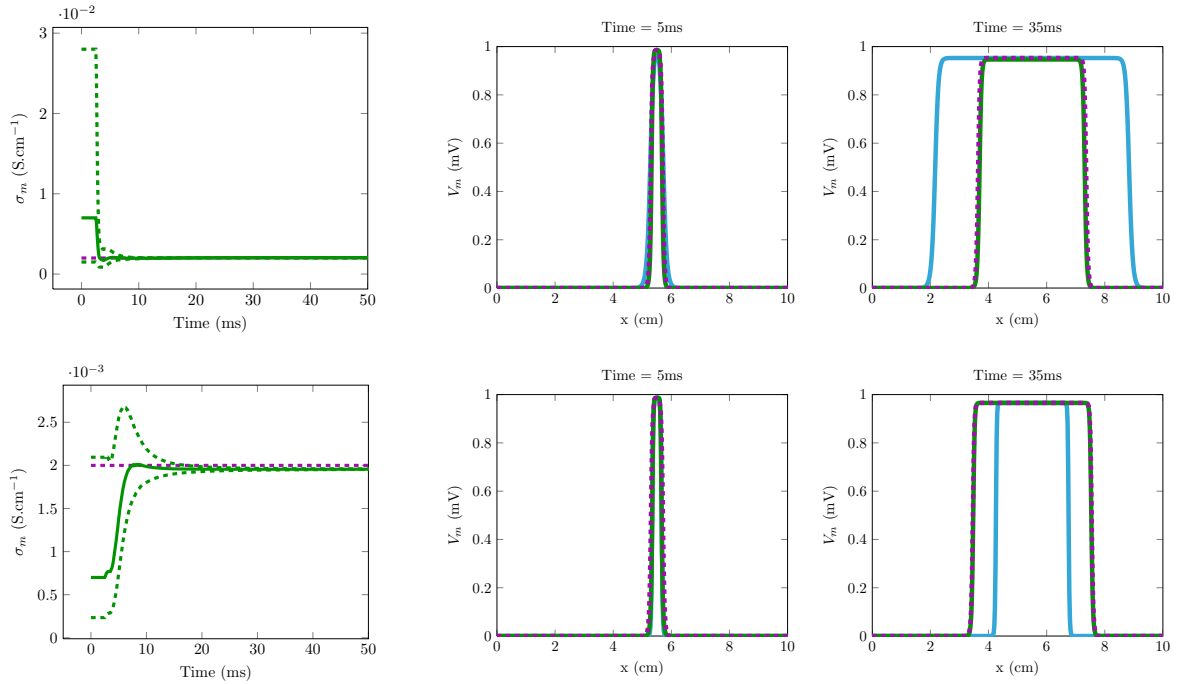 ·10⁻²
3
2
1
0
σₘ (S.cm⁻¹)
0 10 20 30 40 50
Time (ms)
Time = 5ms
1
0.8
0.6
0.4
0.2
0
Vₘ (mV)
0 2 4 6 8 10
x (cm)
Time = 35ms
1
0.8
0.6
0.4
0.2
0
Vₘ (mV)
0 2 4 6 8 10
x (cm)
·10⁻³
2.5
2
1.5
1
0.5
0
σₘ (S.cm⁻¹)
0 10 20 30 40 50
Time (ms)
Time = 5ms
1
0.8
0.6
0.4
0.2
0
Vₘ (mV)
0 2 4 6 8 10
x (cm)
Time = 35ms
1
0.8
0.6
0.4
0.2
0
Vₘ (mV)
0 2 4 6 8 10
x (cm)